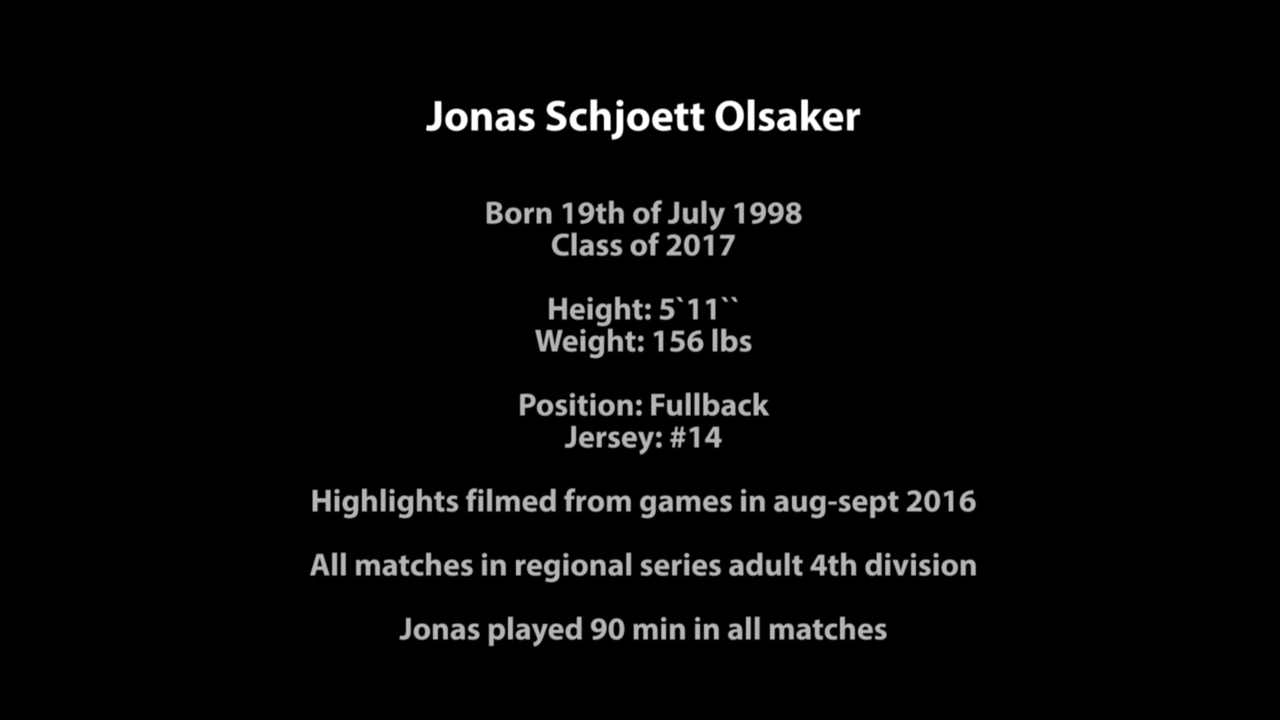 Jonas Schjoett Olsaker
Born 19th of July 1998
Class of 2017
Height: 5`11``
Weight: 156 lbs
Position: Fullback
Jersey: #14
Highlights filmed from games in aug-sept 2016
All matches in regional series adult 4th division
Jonas played 90 min in all matches